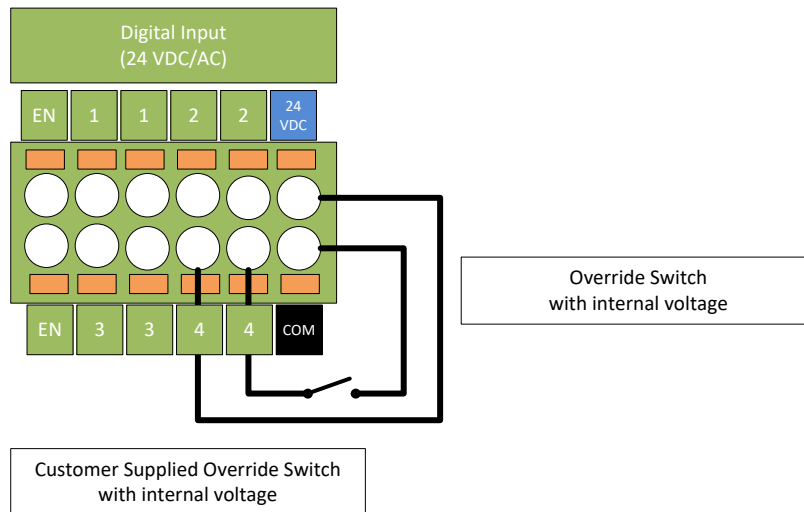 Digital Input
(24 VDC/AC)
EN 1 1 2 2 24 VDC
EN 3 3 4 4 COM
Override Switch
with internal voltage
Customer Supplied Override Switch
with internal voltage